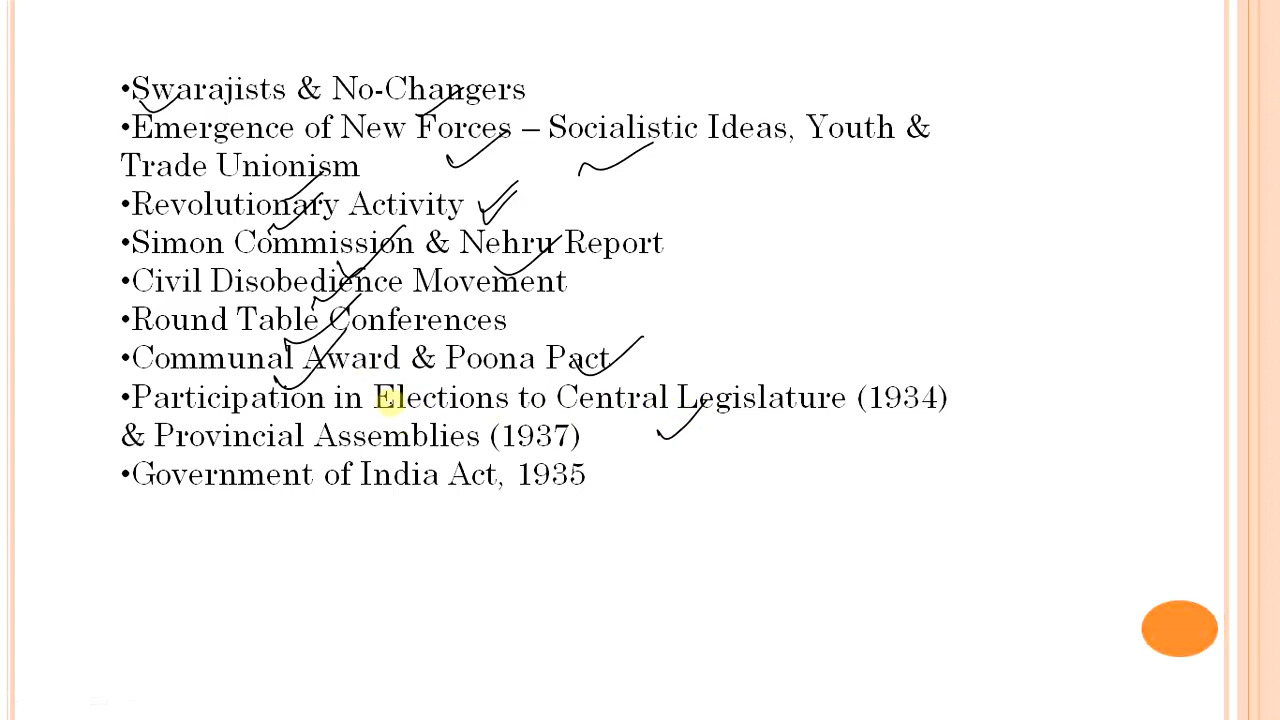 •Swarajists & No-Changers
•Emergence of New Forces – Socialistic Ideas, Youth &
Trade Unionism
•Revolutionary Activity
•Simon Commission & Nehru Report
•Civil Disobedience Movement
•Round Table Conferences
•Communal Award & Poona Pact
•Participation in Elections to Central Legislature (1934)
& Provincial Assemblies (1937)
•Government of India Act, 1935